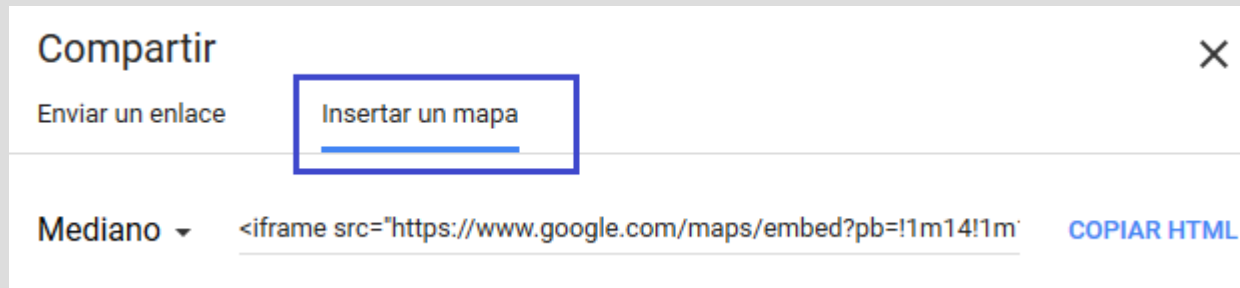 Compartir
Enviar un enlace Insertar un mapa
Mediano <iframe src="https://www.google.com/maps/embed?pb=!1m14!1m COPIAR HTML